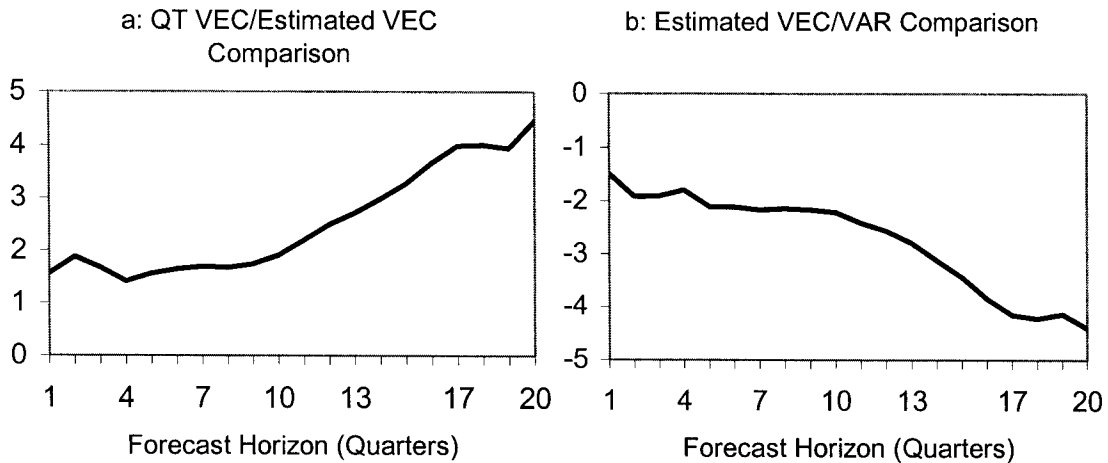 a: QT VEC/Estimated VEC
Comparison
5
4
3
2
1
0
1 4 7 10 13 17 20
Forecast Horizon (Quarters)
b: Estimated VEC/VAR Comparison
0
-1
-2
-3
-4
-5
1 4 7 10 13 17 20
Forecast Horizon (Quarters)